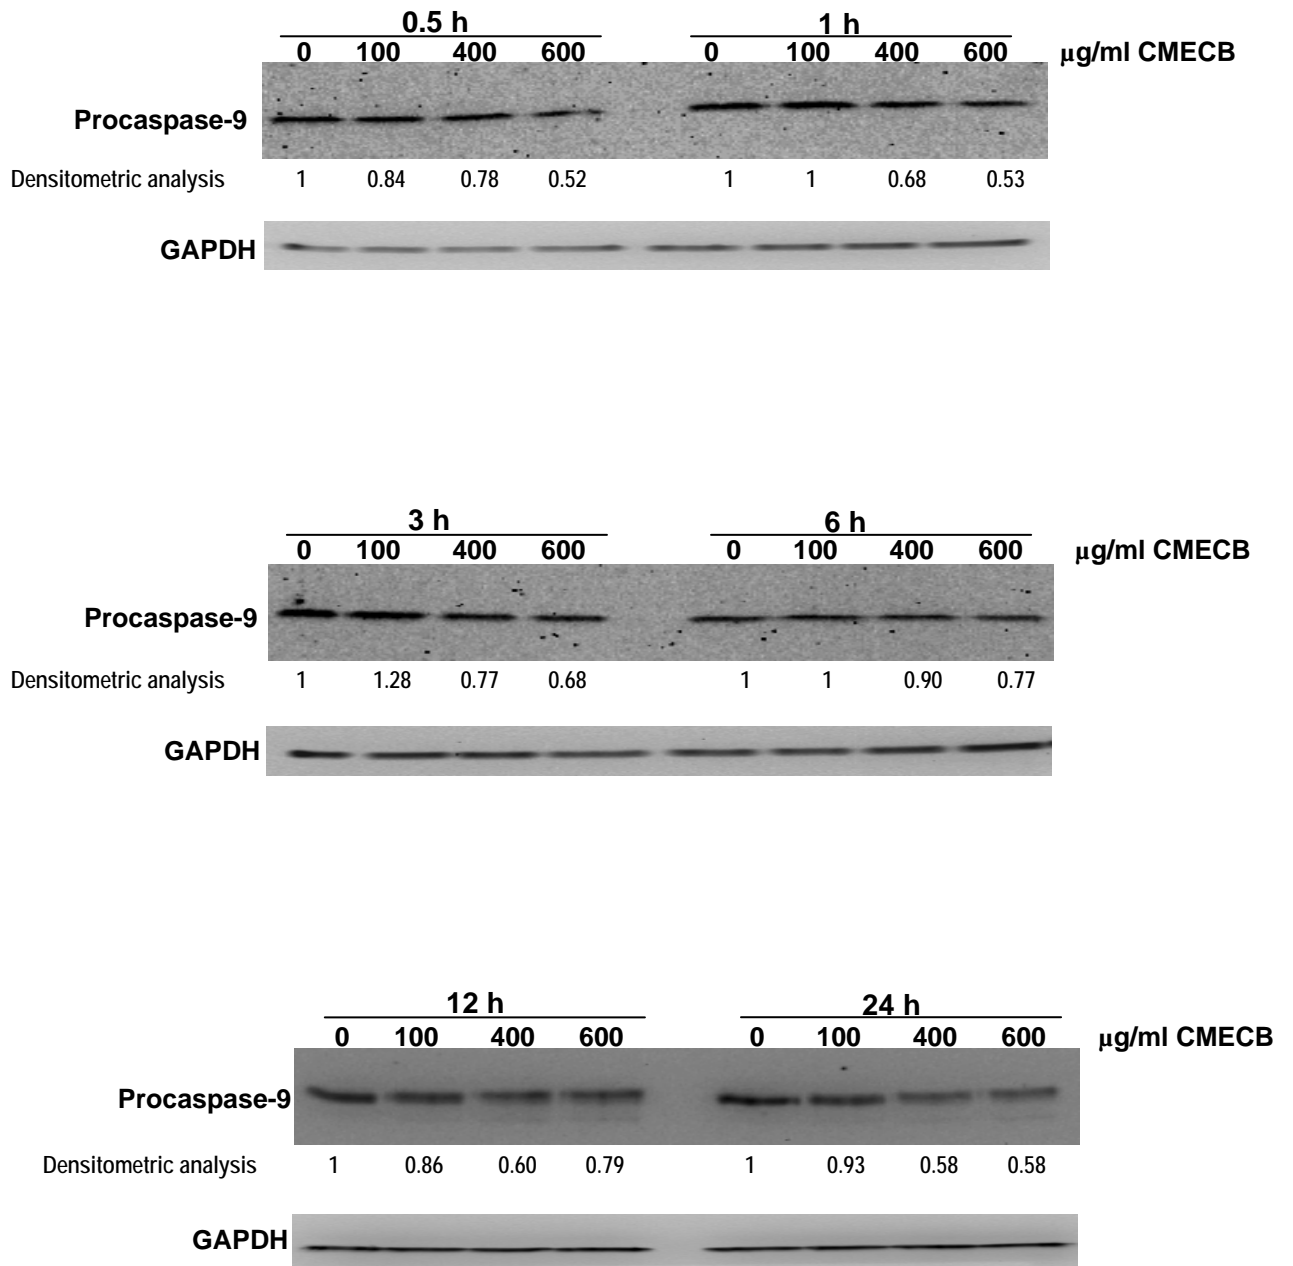 0.5 h 1 h
0 100 400 600 0 100 400 600 µg/ml CMECB
Procaspase-9
Densitometric analysis 1 0.84 0.78 0.52 1 1 0.68 0.53
GAPDH
3 h 6 h
0 100 400 600 0 100 400 600 µg/ml CMECB
Procaspase-9
Densitometric analysis 1 1.28 0.77 0.68 1 1 0.90 0.77
GAPDH
12 h 24 h
0 100 400 600 0 100 400 600 µg/ml CMECB
Procaspase-9
Densitometric analysis 1 0.86 0.60 0.79 1 0.93 0.58 0.58
GAPDH